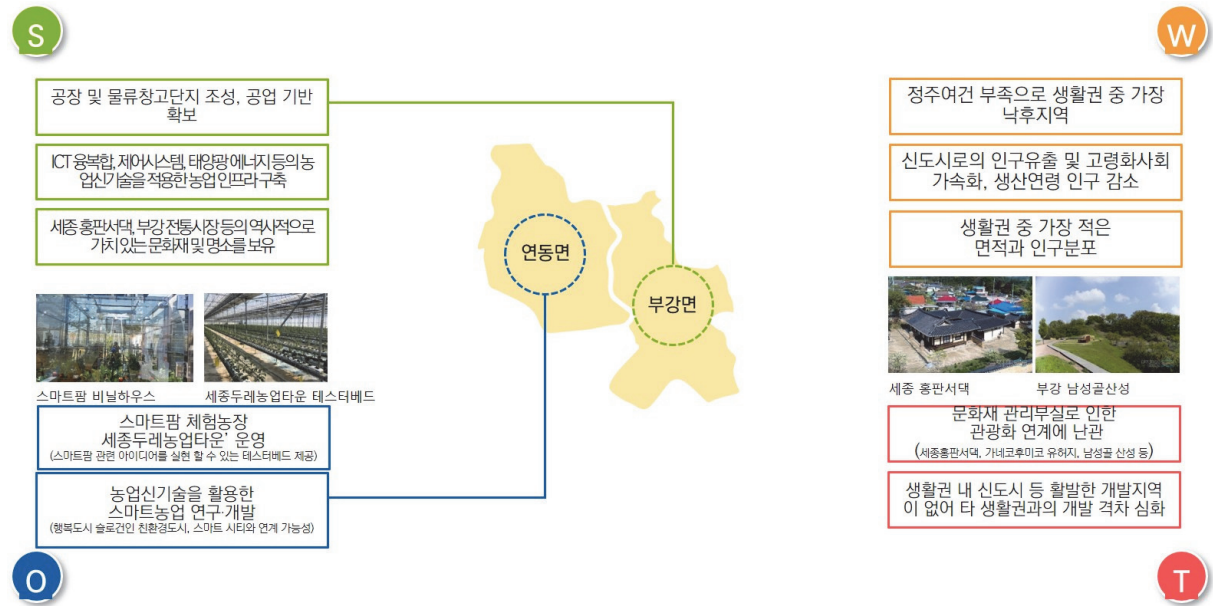 S
공장 및 물류창고단지 조성, 공업 기반
확보
ICT 융복합, 제어시스템, 태양광 에너지 등의 농
업신기술을 적용한 농업 인프라 구축
세종 홍판서댁, 부강 전통시장 등의 역사적으로
가치 있는 문화재 및 명소를 보유
스마트팜 비닐하우스
세종두레농업타운 테스터베드
스마트팜 체험농장
세종두레농업타운’ 운영
(스마트팜 관련 아이디어를 실현 할 수 있는 테스터베드 제공)
농업신기술을 활용한
스마트농업 연구·개발
(행복도시 슬로건인 친환경도시, 스마트 시티와 연계 가능성)
O
연동면
부강면
W
정주여건 부족으로 생활권 중 가장
낙후지역
신도시로의 인구유출 및 고령화사회
가속화, 생산연령 인구 감소
생활권 중 가장 적은
면적과 인구분포
세종 홍판서댁
부강 남성골산성
문화재 관리부실로 인한
관광화 연계에 난관
(세종홍판서댁, 가네코후미코 유허지, 남성골 산성 등)
생활권 내 신도시 등 활발한 개발지역
이 없어 타 생활권과의 개발 격차 심화
T